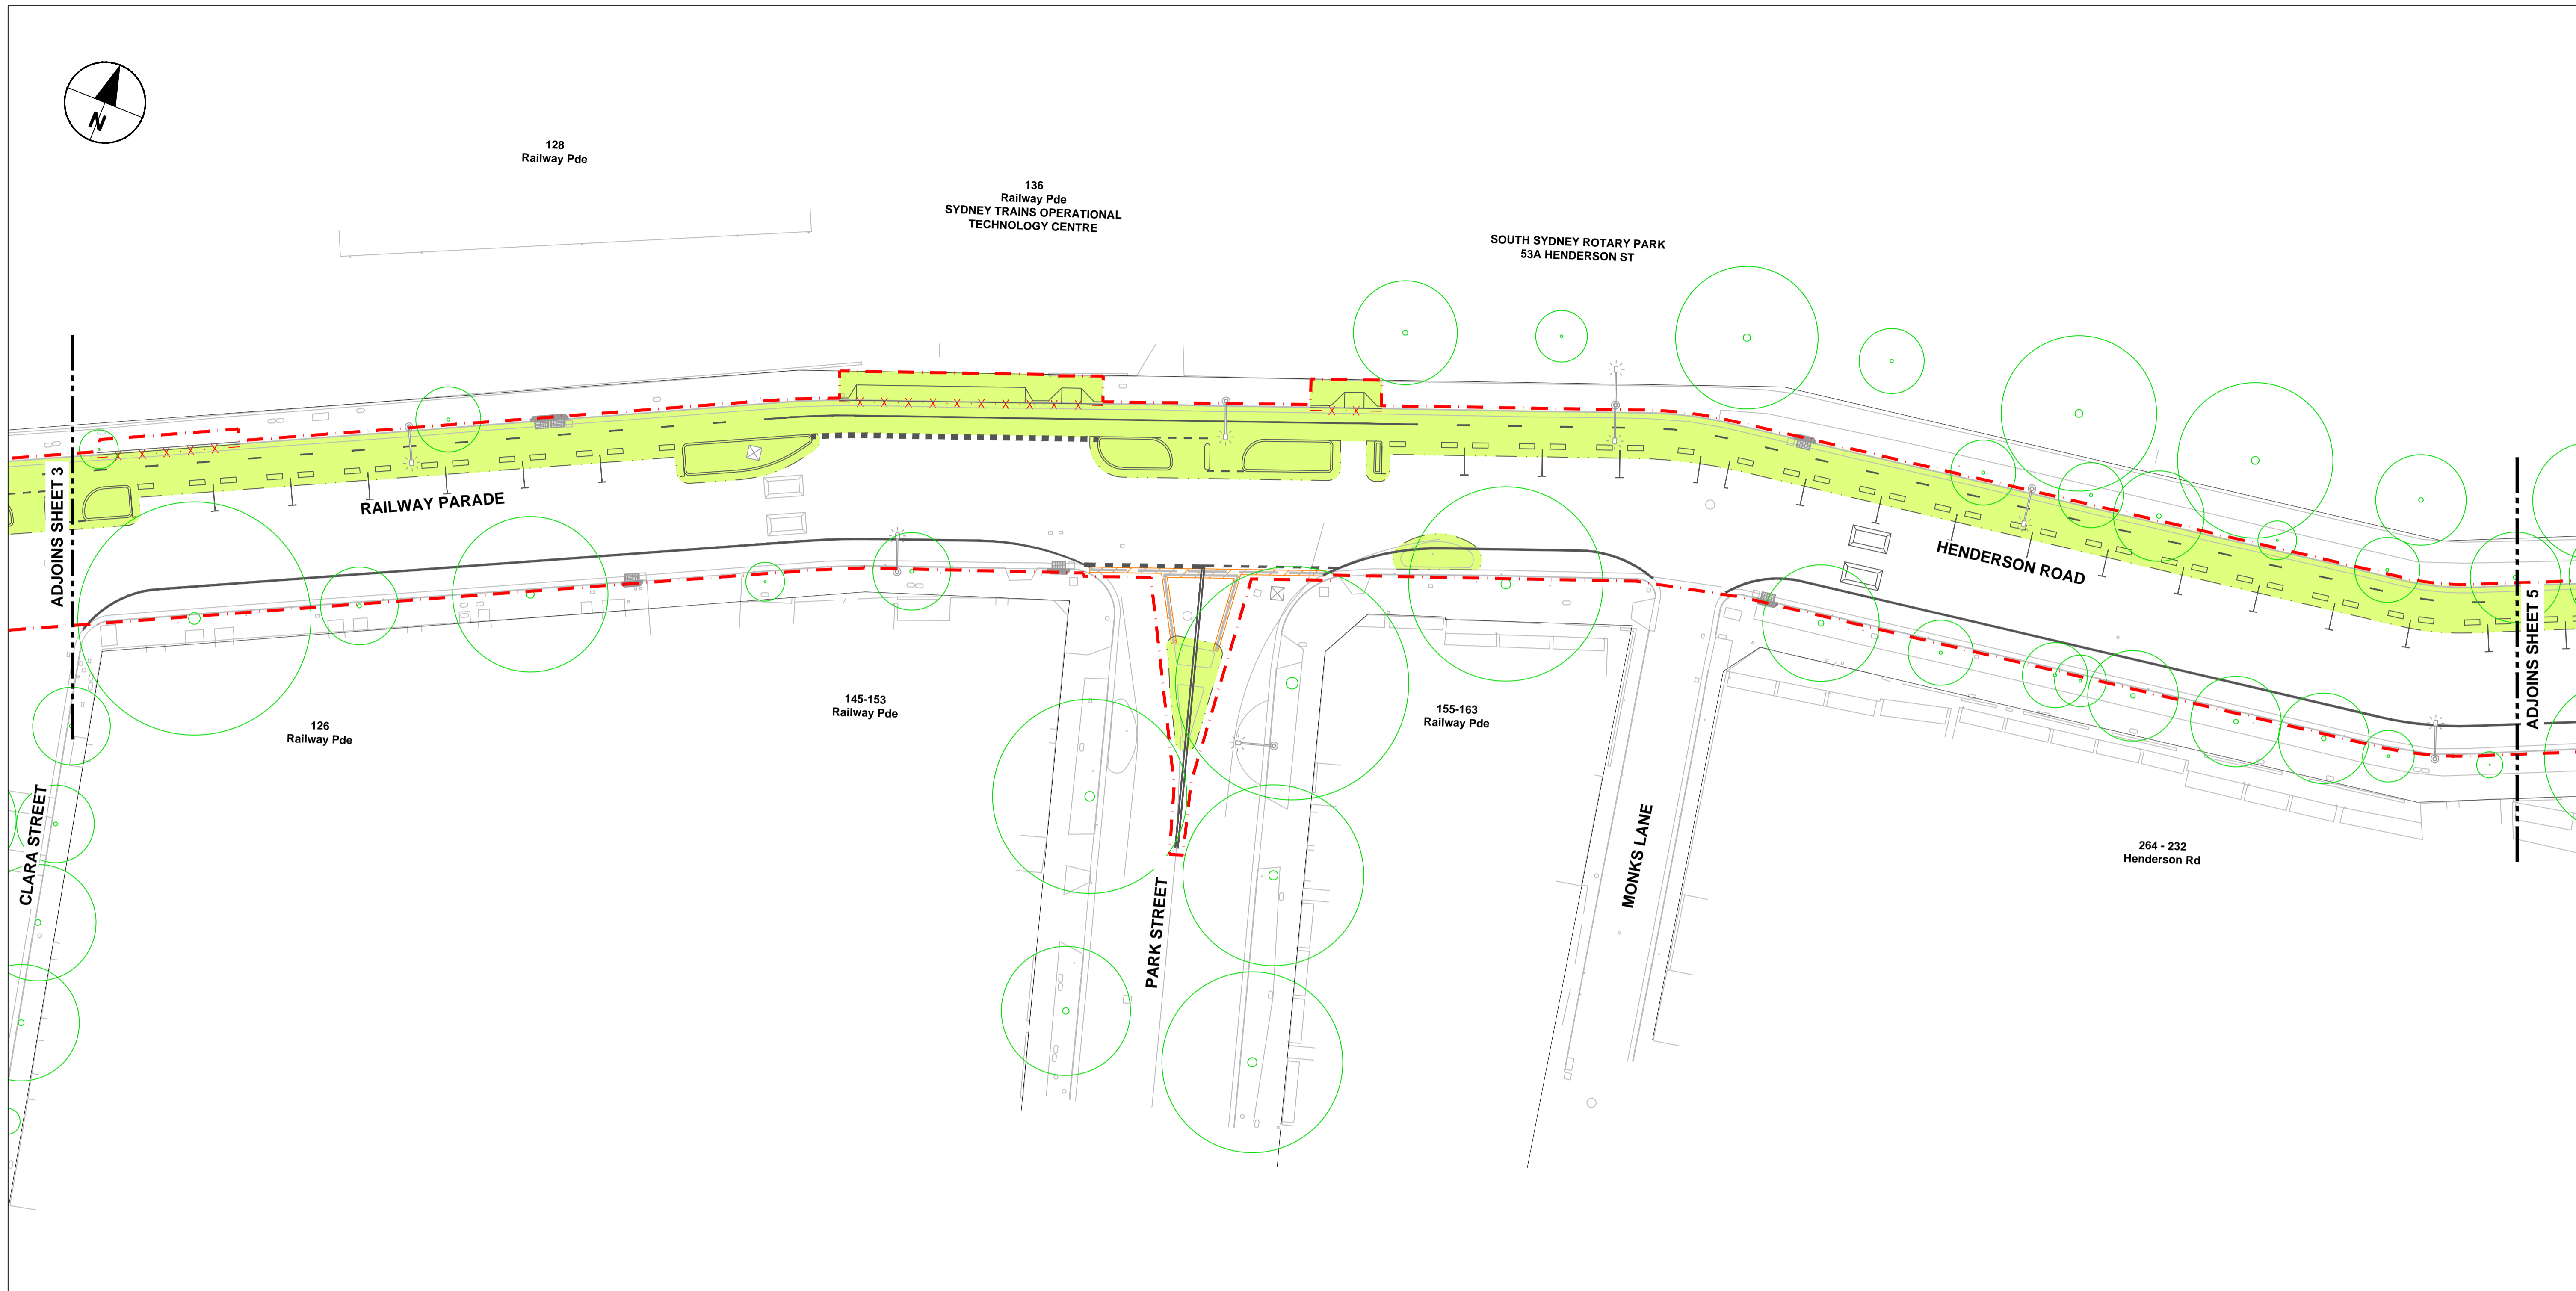 N
128
Railway Pde
136
Railway Pde
SYDNEY TRAINS OPERATIONAL
TECHNOLOGY CENTRE
SOUTH SYDNEY ROTARY PARK
53A HENDERSON ST
ADJOINS SHEET 3
RAILWAY PARADE
HENDERSON ROAD
ADJOINS SHEET 5
126
Railway Pde
145-153
Railway Pde
155-163
Railway Pde
CLARA STREET
PARK STREET
MONKS LANE
264 - 232
Henderson Rd